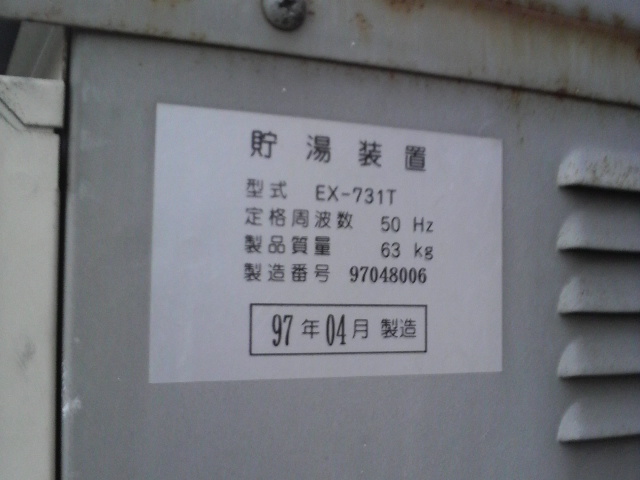 貯湯装置
型式 EX-731T
定格周波数 50 Hz
製品質量 63 kg
製造番号 97048006
97年04月製造